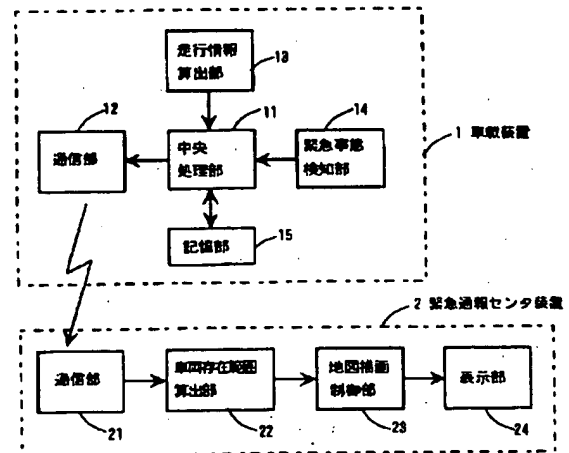 走行情報
算出部
13
12
11
14
通信部
中央
処理部
緊急事態
検知部
1 車載装置
記憶部
15
2 緊急通報センタ装置
通信部
車両存在範囲
算出部
地図描画
制御部
表示部
21
22
23
24